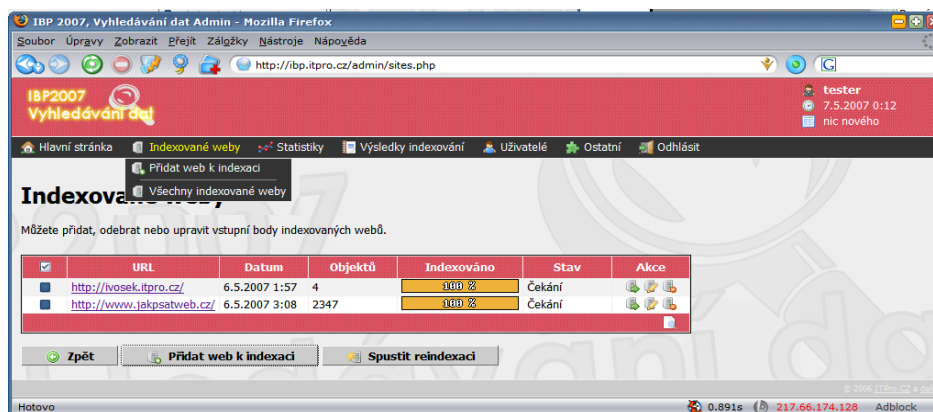 IBP 2007, Vyhledávání dat Admin - Mozilla Firefox
Soubor Úpravy Zobrazit Přejít Záložky Nástroje Nápověda
http://ibp.itpro.cz/admin/sites.php
G
IBP2007
Vyhledávání dat
tester
7.5.2007 0:12
nic nového
Hlavní stránka Indexované weby Statistiky Výsledky indexování Uživatelé Ostatní Odhlásit
Přidat web k indexaci
Všechny indexované weby
Indexované weby
Můžete přidat, odebrat nebo upravit vstupní body indexovaných webů.
URL Datum Objektů Indexováno Stav Akce
http://ivosek.itpro.cz/ 6.5.2007 1:57 4 100 % Čekání
http://www.jakpsatweb.cz/ 6.5.2007 3:08 2347 100 % Čekání
Zpět Přidat web k indexaci Spustit reindexaci
© 2006 ITPro CZ a
Hotovo 0.891s 217.66.174.128 Adblock